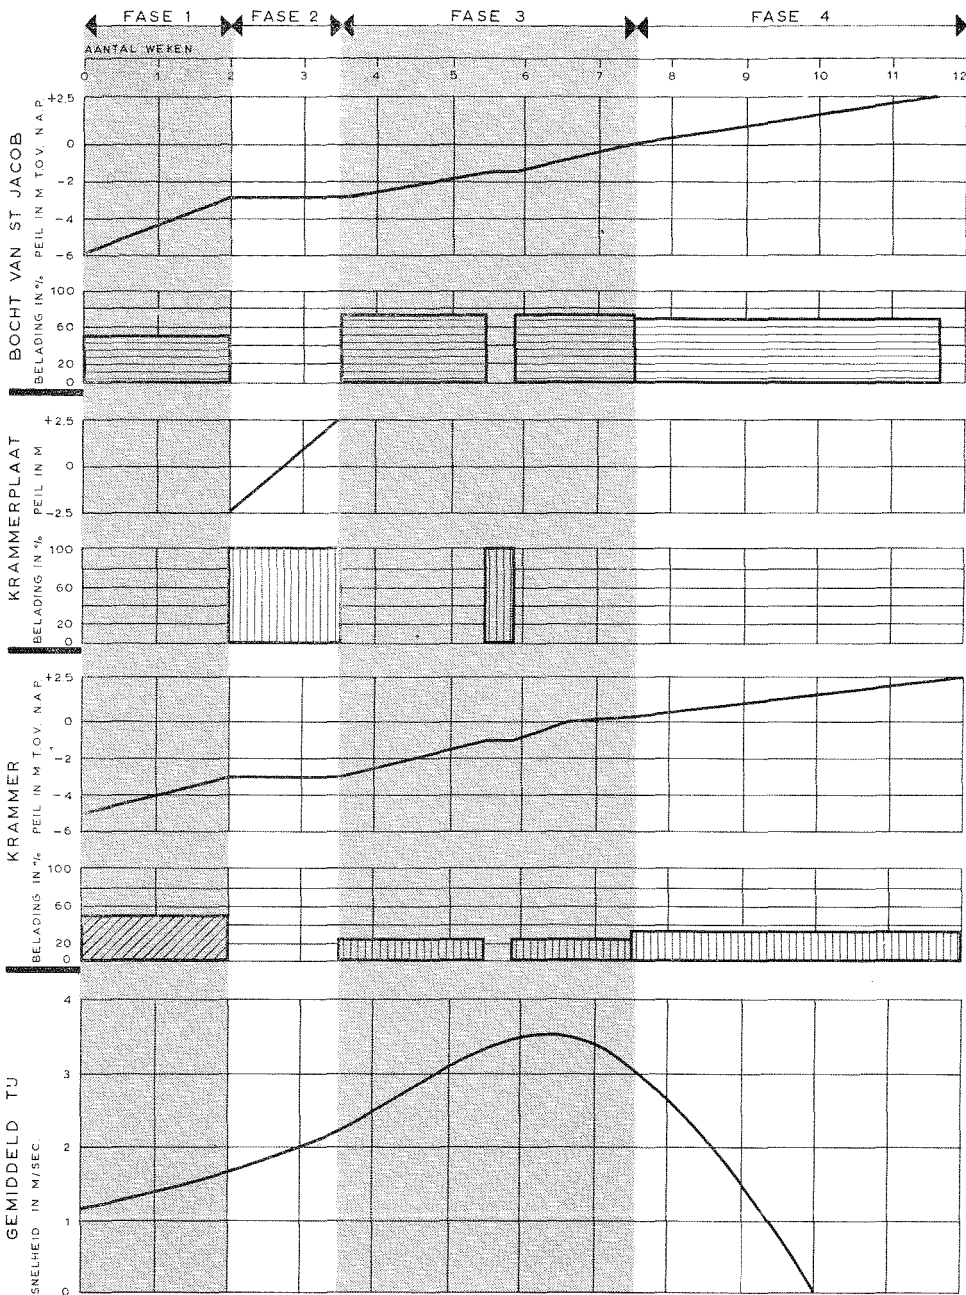 FASE 1 FASE 2 FASE 3 FASE 4
AANTAL WEKEN
0 1 2 3 4 5 6 7 8 9 10 11 12
BOCHT VAN ST JACOB
PEIL IN M T.O.V. N.A.P.
+2.5
0
-2
-4
-6
BELADING IN %
100
60
20
0
KRAMMERPLAAT
PEIL IN M
+2.5
0
-2.5
BELADING IN %
100
60
20
0
KRAMMER
PEIL IN M T.O.V. N.A.P.
+2.5
0
-2
-4
-6
BELADING IN %
100
60
20
0
GEMIDDELD TIJ
SNELHEID IN M/SEC.
4
3
2
1
0